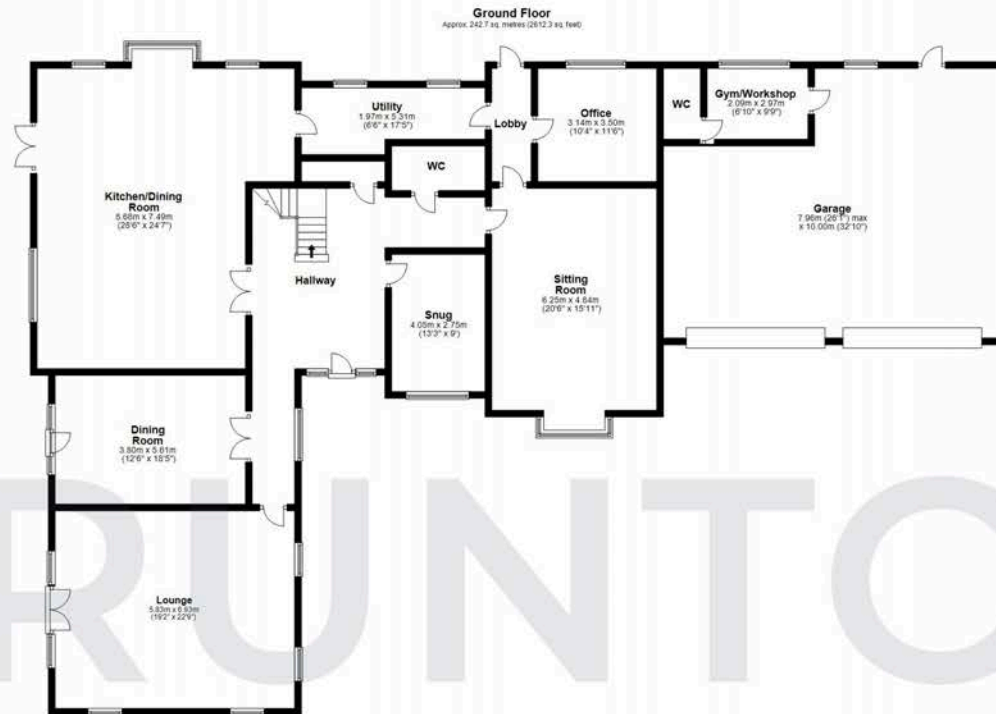 Ground Floor
Approx. 242.7 sq. metres (2612.3 sq. feet)
Utility
1.97m x 5.31m
(6'6" x 17'5")
Lobby
Office
3.14m x 3.50m
(10'4" x 11'6")
WC
Gym/Workshop
2.09m x 2.97m
(6'10" x 9'9")
WC
Kitchen/Dining
Room
8.66m x 7.49m
(28'6" x 24'7")
Garage
7.96m (26'1") max
x 10.00m (32'10")
Hallway
Sitting
Room
6.25m x 4.84m
(20'6" x 15'11")
Snug
4.05m x 2.75m
(13'3" x 9')
Dining
Room
3.80m x 5.61m
(12'6" x 18'5")
Lounge
5.83m x 6.93m
(19'2" x 22'9")
RUNTO